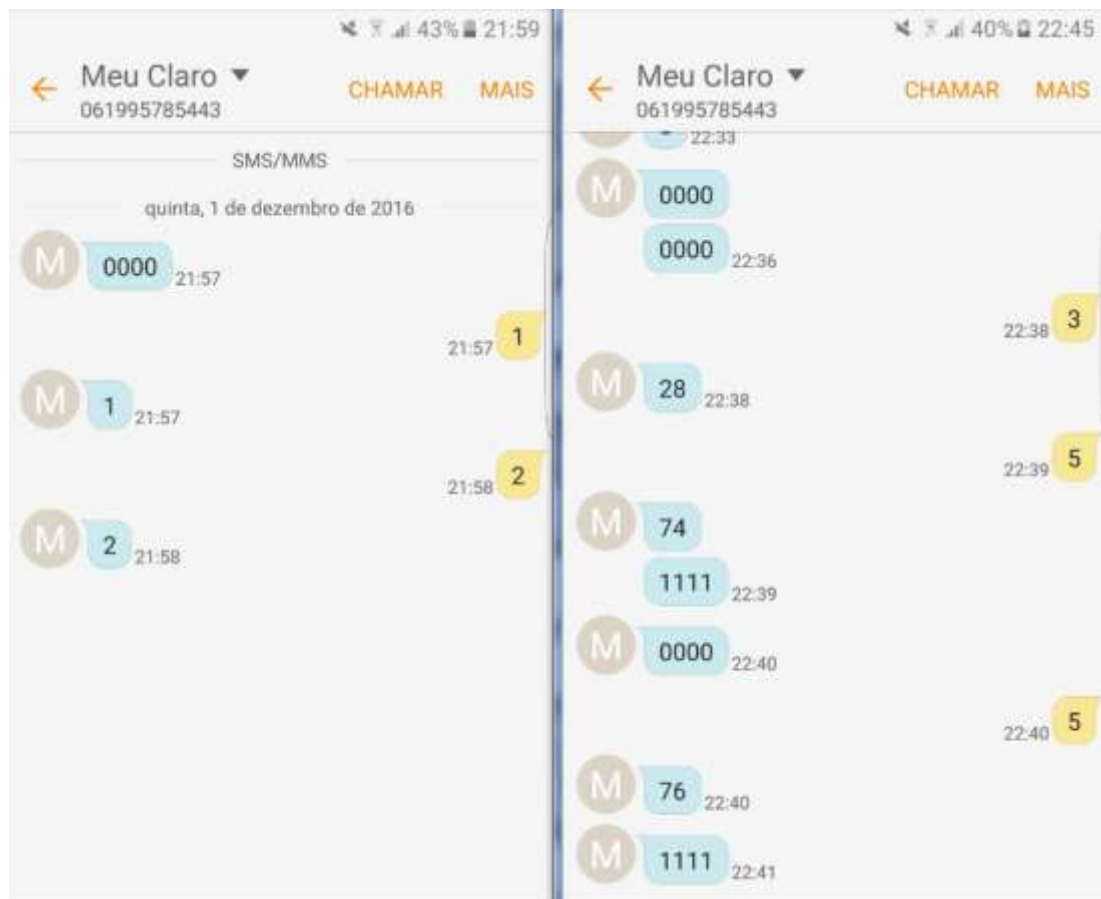 43% 21:59
Meu Claro
CHAMAR MAIS
061995785443
SMS/MMS
quinta, 1 de dezembro de 2016
M 0000 21:57
21:57 1
M 1 21:57
21:58 2
M 2 21:58
40% 22:45
Meu Claro
CHAMAR MAIS
061995785443
22:33
M 0000
0000 22:36
22:38 3
M 28 22:38
22:39 5
M 74
1111 22:39
M 0000 22:40
22:40 5
M 76 22:40
M 1111 22:41